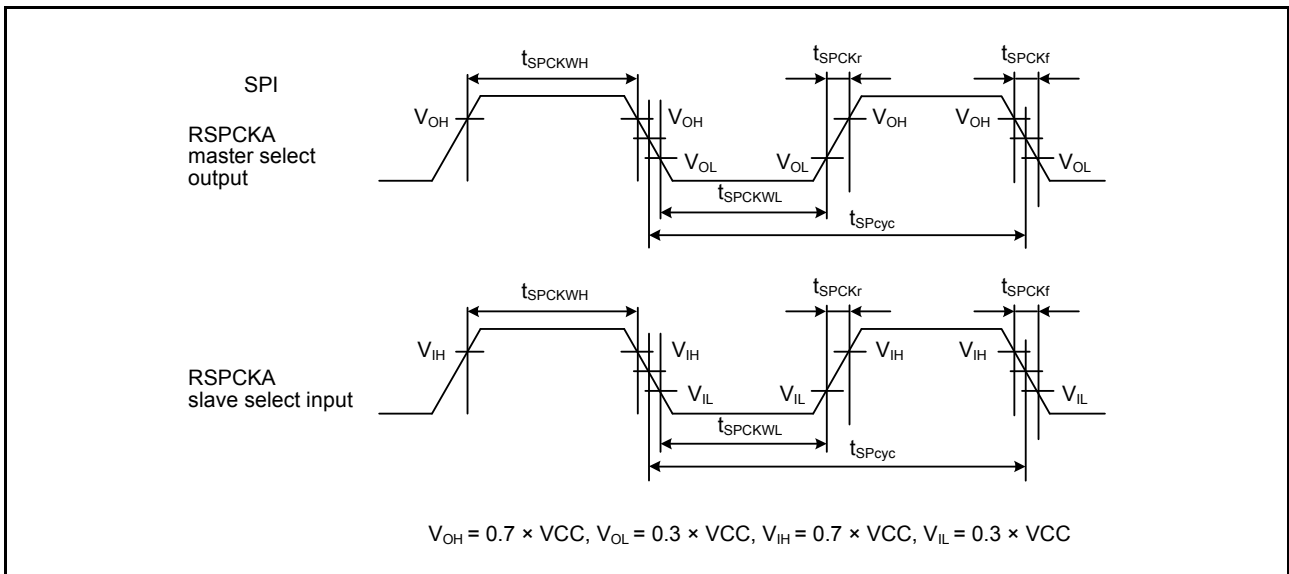 SPI
RSPCKA
master select
output
tSPCKWH
tSPCKr
tSPCKf
VOH
VOH
VOH
VOH
VOL
VOL
VOL
tSPCKWL
tSPcyc
RSPCKA
slave select input
tSPCKWH
tSPCKr
tSPCKf
VIH
VIH
VIH
VIH
VIL
VIL
VIL
tSPCKWL
tSPcyc
VOH = 0.7 × VCC, VOL = 0.3 × VCC, VIH = 0.7 × VCC, VIL = 0.3 × VCC